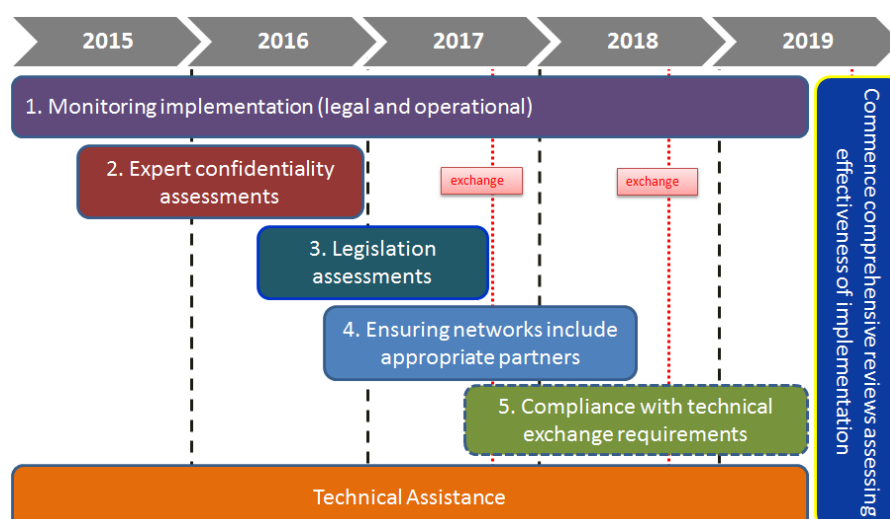 2015 2016 2017 2018 2019
1. Monitoring implementation (legal and operational)
2. Expert confidentiality
assessments
exchange
exchange
3. Legislation
assessments
4. Ensuring networks include
appropriate partners
5. Compliance with technical
exchange requirements
Technical Assistance
Commence comprehensive reviews assessing
effectiveness of implementation